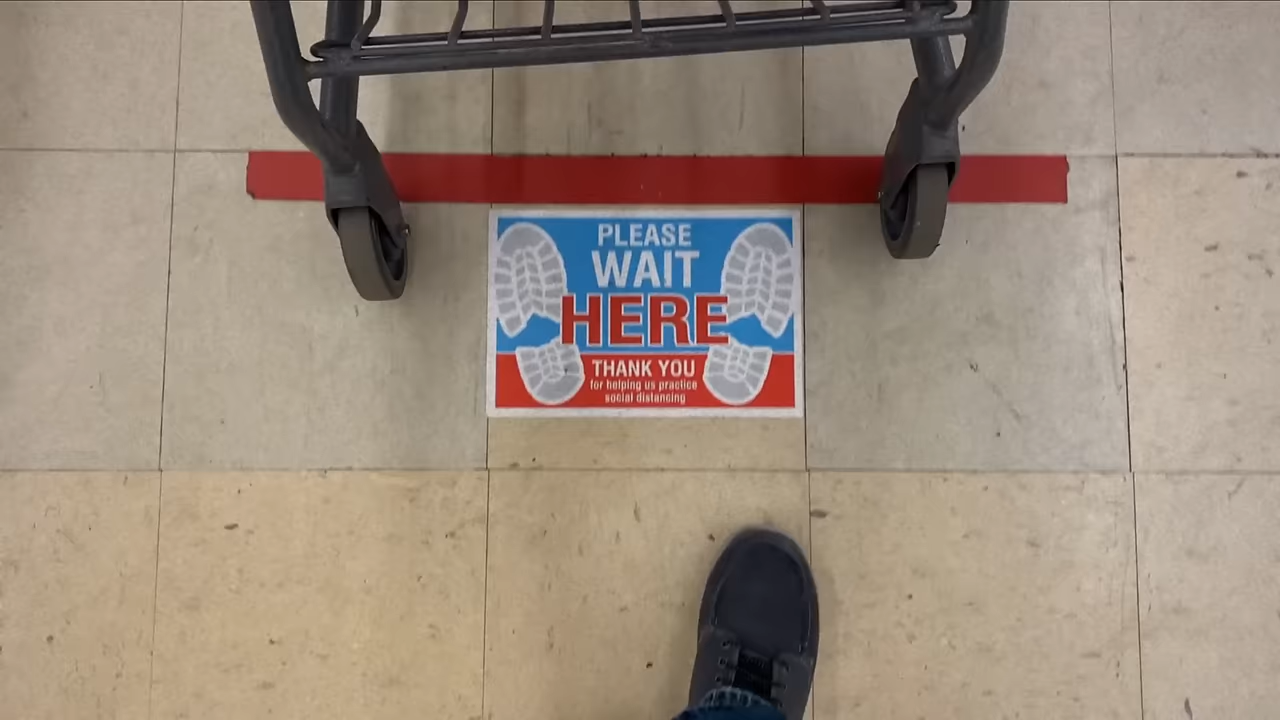 PLEASE
WAIT
HERE
THANK YOU
for helping us practice
social distancing